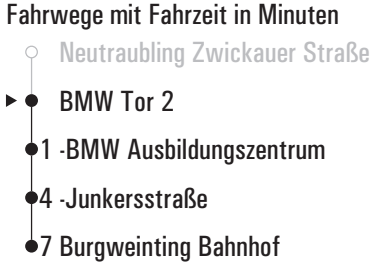 Fahrwege mit Fahrzeit in Minuten
Neutraubling Zwickauer Straße
BMW Tor 2
1 -BMW Ausbildungszentrum
4 -Junkersstraße
7 Burgweinting Bahnhof